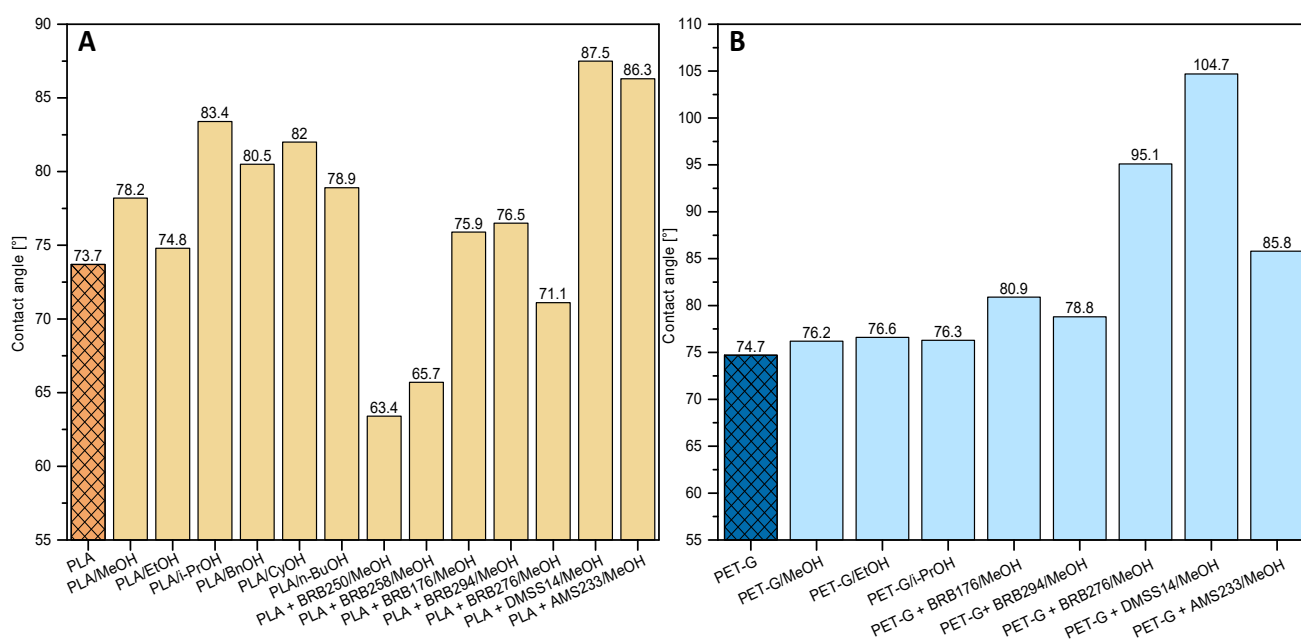 A
Contact angle [°]
90
85
80
75
70
65
60
55
73.7
78.2
74.8
83.4
80.5
82
78.9
63.4
65.7
75.9
76.5
71.1
87.5
86.3
PLA
PLA/MeOH
PLA/EtOH
PLA/i-PrOH
PLA/BnOH
PLA/CyOH
PLA/n-BuOH
PLA + BRB250/MeOH
PLA + BRB258/MeOH
PLA + BRB176/MeOH
PLA + BRB294/MeOH
PLA + BRB276/MeOH
PLA + DMSS14/MeOH
PLA + AMS233/MeOH
B
Contact angle [°]
110
105
100
95
90
85
80
75
70
65
60
55
74.7
76.2
76.6
76.3
80.9
78.8
95.1
104.7
85.8
PET-G
PET-G/MeOH
PET-G/EtOH
PET-G/i-PrOH
PET-G + BRB176/MeOH
PET-G+ BRB294/MeOH
PET-G + BRB276/MeOH
PET-G + DMSS14/MeOH
PET-G + AMS233/MeOH